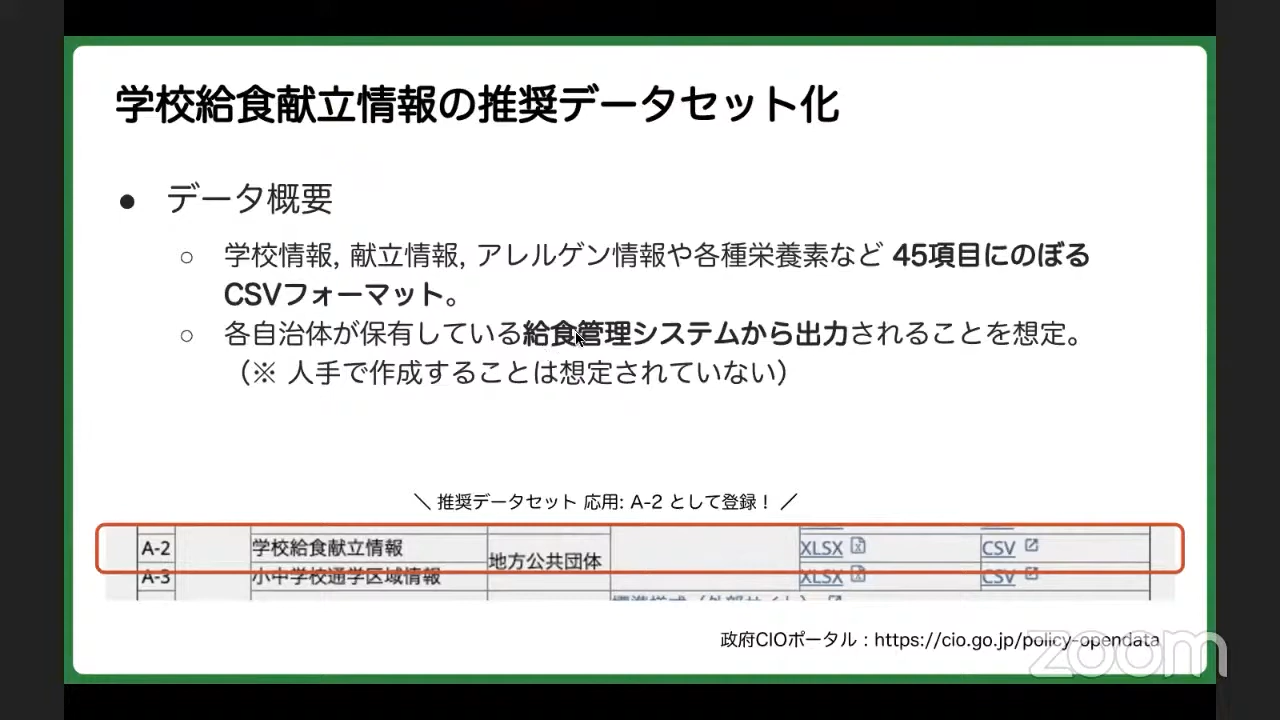 学校給食献立情報の推奨データセット化
● データ概要
○ 学校情報, 献立情報, アレルゲン情報や各種栄養素など 45項目にのぼる
CSVフォーマット。
○ 各自治体が保有している給食管理システムから出力されることを想定。
（※ 人手で作成することは想定されていない）
＼ 推奨データセット 応用: A-2 として登録！ ／
A-2 学校給食献立情報 地方公共団体 XLSX CSV
A-3 小中学校通学区域情報 XLSX CSV
政府CIOポータル：https://cio.go.jp/policy-opendata
zoom